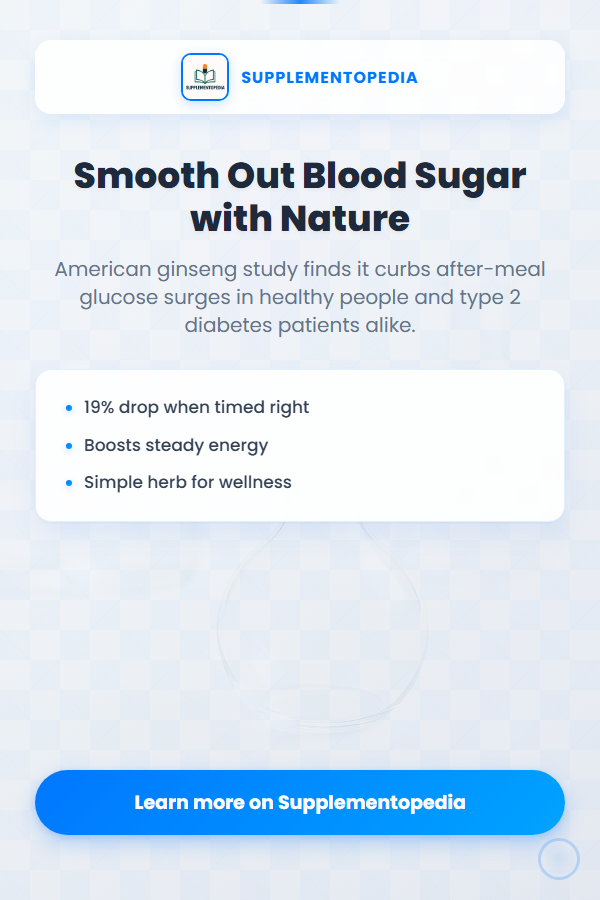 SUPPLEMENTOPEDIA
SUPPLEMENTOPEDIA
Smooth Out Blood Sugar
with Nature
American ginseng study finds it curbs after-meal
glucose surges in healthy people and type 2
diabetes patients alike.
19% drop when timed right
Boosts steady energy
Simple herb for wellness
Learn more on Supplementopedia